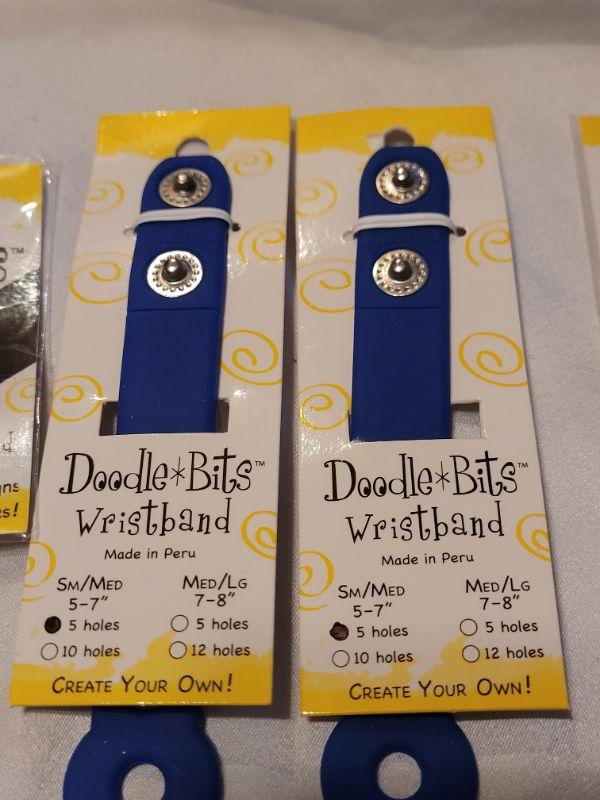 Doodle*Bits™
Wristband
Made in Peru
SM/MED
5-7"
5 holes
10 holes
MED/LG
7-8"
5 holes
12 holes
CREATE YOUR OWN!
Doodle*Bits™
Wristband
Made in Peru
SM/MED
5-7"
5 holes
10 holes
MED/LG
7-8"
5 holes
12 holes
CREATE YOUR OWN!